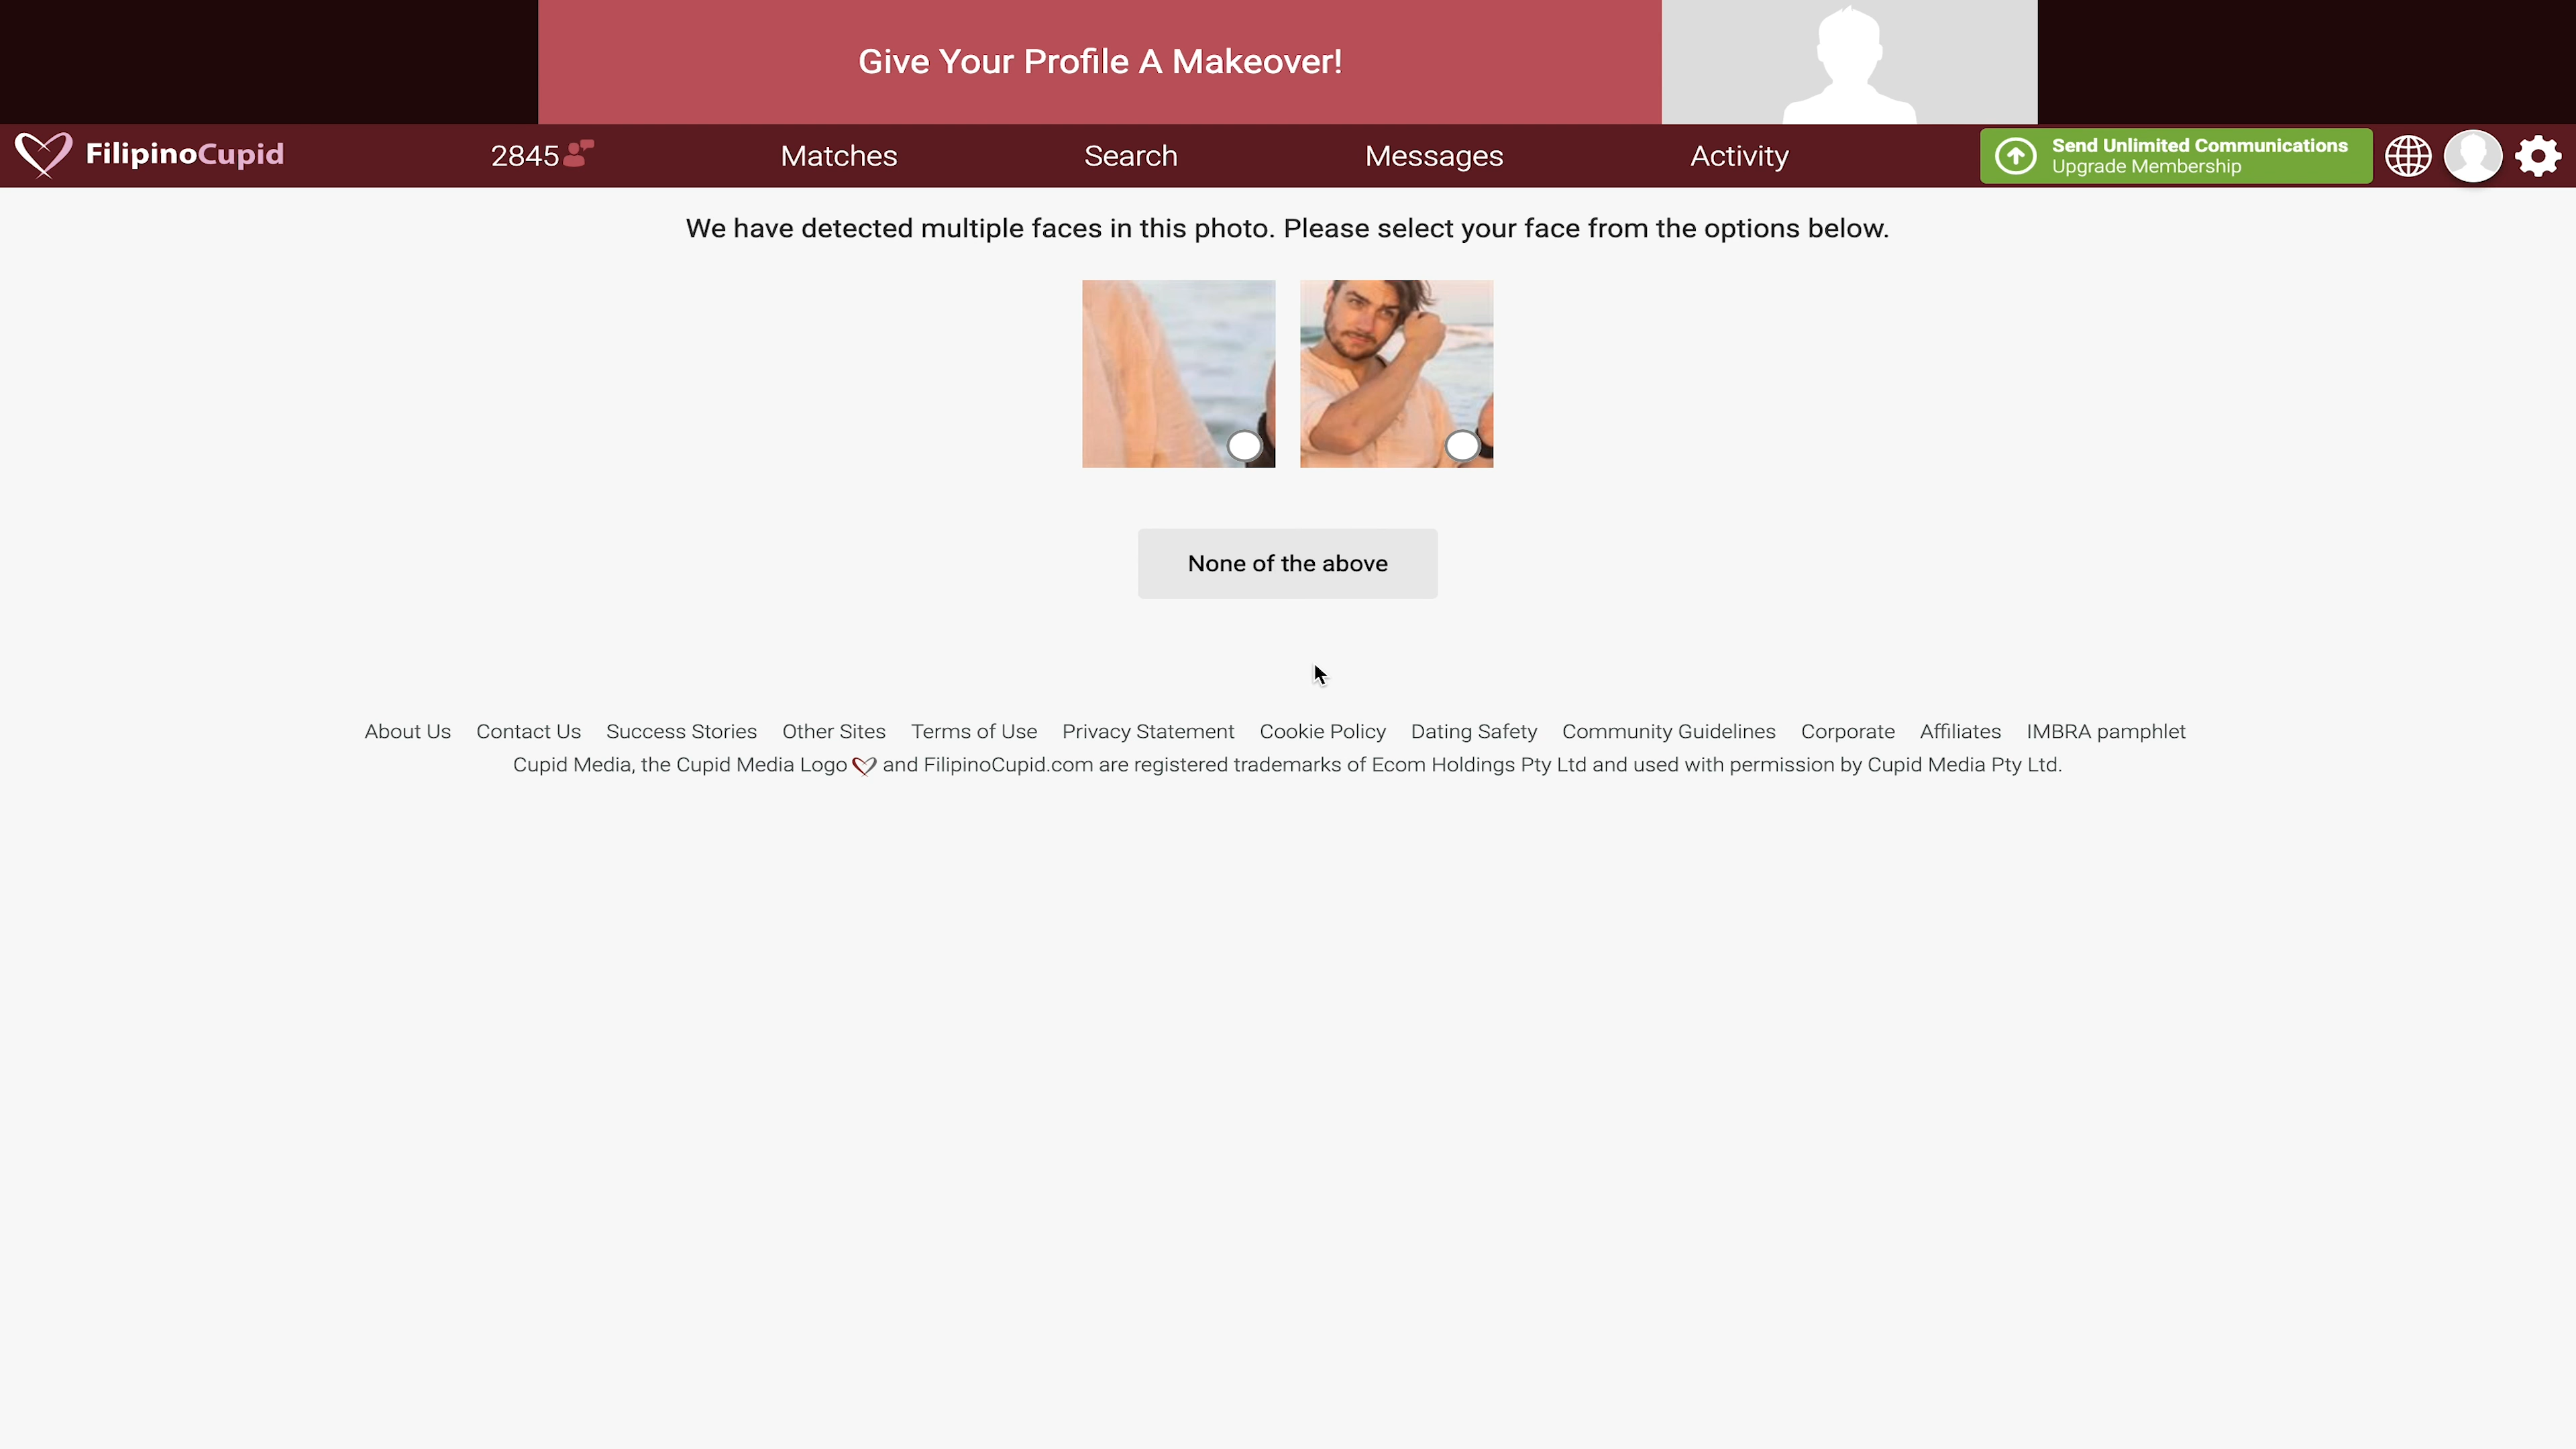 Give Your Profile A Makeover!
FilipinoCupid
2845
Matches
Search
Messages
Activity
Send Unlimited Communications
Upgrade Membership
We have detected multiple faces in this photo. Please select your face from the options below.
None of the above
About Us Contact Us Success Stories Other Sites Terms of Use Privacy Statement Cookie Policy Dating Safety Community Guidelines Corporate Affiliates IMBRA pamphlet
Cupid Media, the Cupid Media Logo and FilipinoCupid.com are registered trademarks of Ecom Holdings Pty Ltd and used with permission by Cupid Media Pty Ltd.